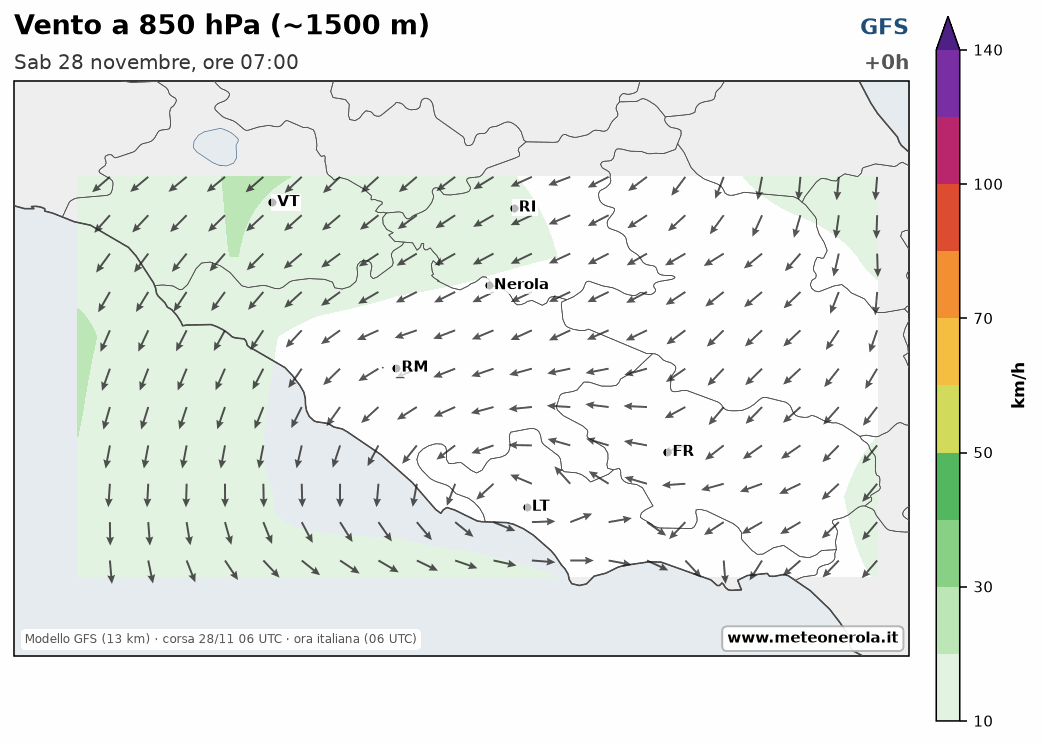 Vento a 850 hPa (~1500 m)
GFS
Sab 28 novembre, ore 07:00
+0h
140
100
70
50
30
10
km/h
VT
RI
Nerola
RM
FR
LT
Modello GFS (13 km) · corsa 28/11 06 UTC · ora italiana (06 UTC)
www.meteonerola.it